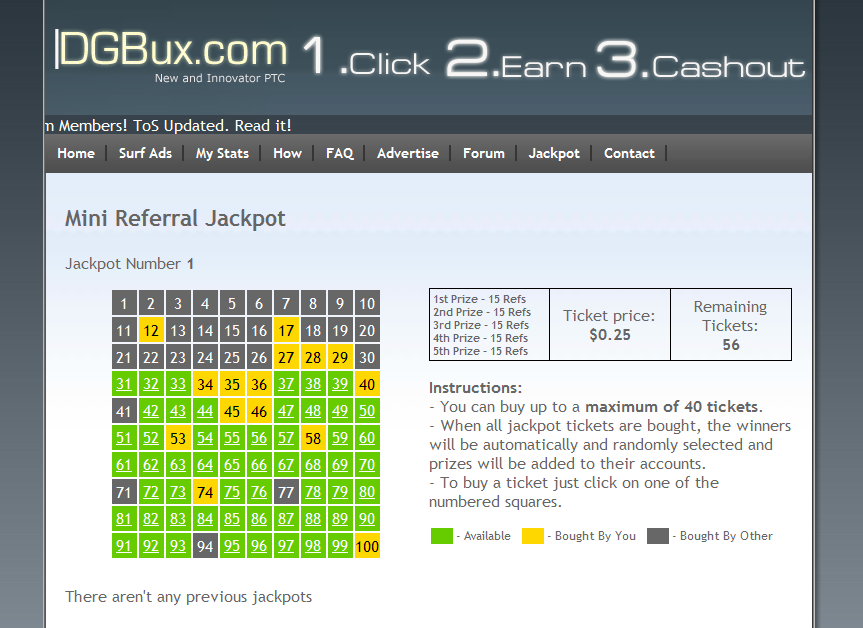 DGBux.com 1.Click 2.Earn 3.Cashout
New and Innovator PTC
m Members! ToS Updated. Read it!
Home Surf Ads My Stats How FAQ Advertise Forum Jackpot Contact
Mini Referral Jackpot
Jackpot Number 1
1 2 3 4 5 6 7 8 9 10
11 12 13 14 15 16 17 18 19 20
21 22 23 24 25 26 27 28 29 30
31 32 33 34 35 36 37 38 39 40
41 42 43 44 45 46 47 48 49 50
51 52 53 54 55 56 57 58 59 60
61 62 63 64 65 66 67 68 69 70
71 72 73 74 75 76 77 78 79 80
81 82 83 84 85 86 87 88 89 90
91 92 93 94 95 96 97 98 99 100
1st Prize - 15 Refs
2nd Prize - 15 Refs
3rd Prize - 15 Refs
4th Prize - 15 Refs
5th Prize - 15 Refs
Ticket price:
$0.25
Remaining
Tickets:
56
Instructions:
- You can buy up to a maximum of 40 tickets.
- When all jackpot tickets are bought, the winners
will be automatically and randomly selected and
prizes will be added to their accounts.
- To buy a ticket just click on one of the
numbered squares.
- Available - Bought By You - Bought By Other
There aren't any previous jackpots